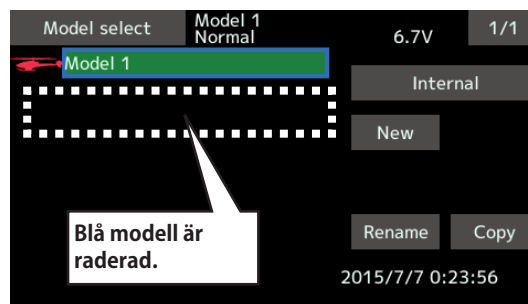 Model select
Model 1
Normal
6.7V
1/1
Model 1
Internal
New
Blå modell är
raderad.
Rename
Copy
2015/7/7 0:23:56